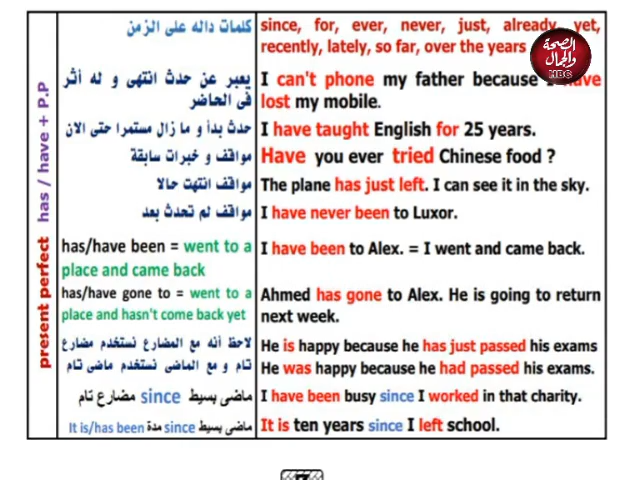 present perfect has / have + P.P
كلمات داله على الزمن
since, for, ever, never, just, already, yet,
recently, lately, so far, over the years
الصحة
والجمال
HBC
يعبر عن حدث انتهى و له أثر
فى الحاضر
I can't phone my father because I have
lost my mobile.
حدث بدأ و ما زال مستمرا حتى الان
I have taught English for 25 years.
مواقف و خبرات سابقة
Have you ever tried Chinese food ?
مواقف انتهت حالا
The plane has just left. I can see it in the sky.
مواقف لم تحدث بعد
I have never been to Luxor.
has/have been = went to a
place and came back
I have been to Alex. = I went and came back.
has/have gone to = went to a
place and hasn't come back yet
Ahmed has gone to Alex. He is going to return
next week.
لاحظ أنه مع المضارع نستخدم مضارع
تام و مع الماضى نستخدم ماضى تام
He is happy because he has just passed his exams
He was happy because he had passed his exams.
ماضى بسيط since مضارع تام
I have been busy since I worked in that charity.
ماضى بسيط since مدة It is/has been
It is ten years since I left school.
7